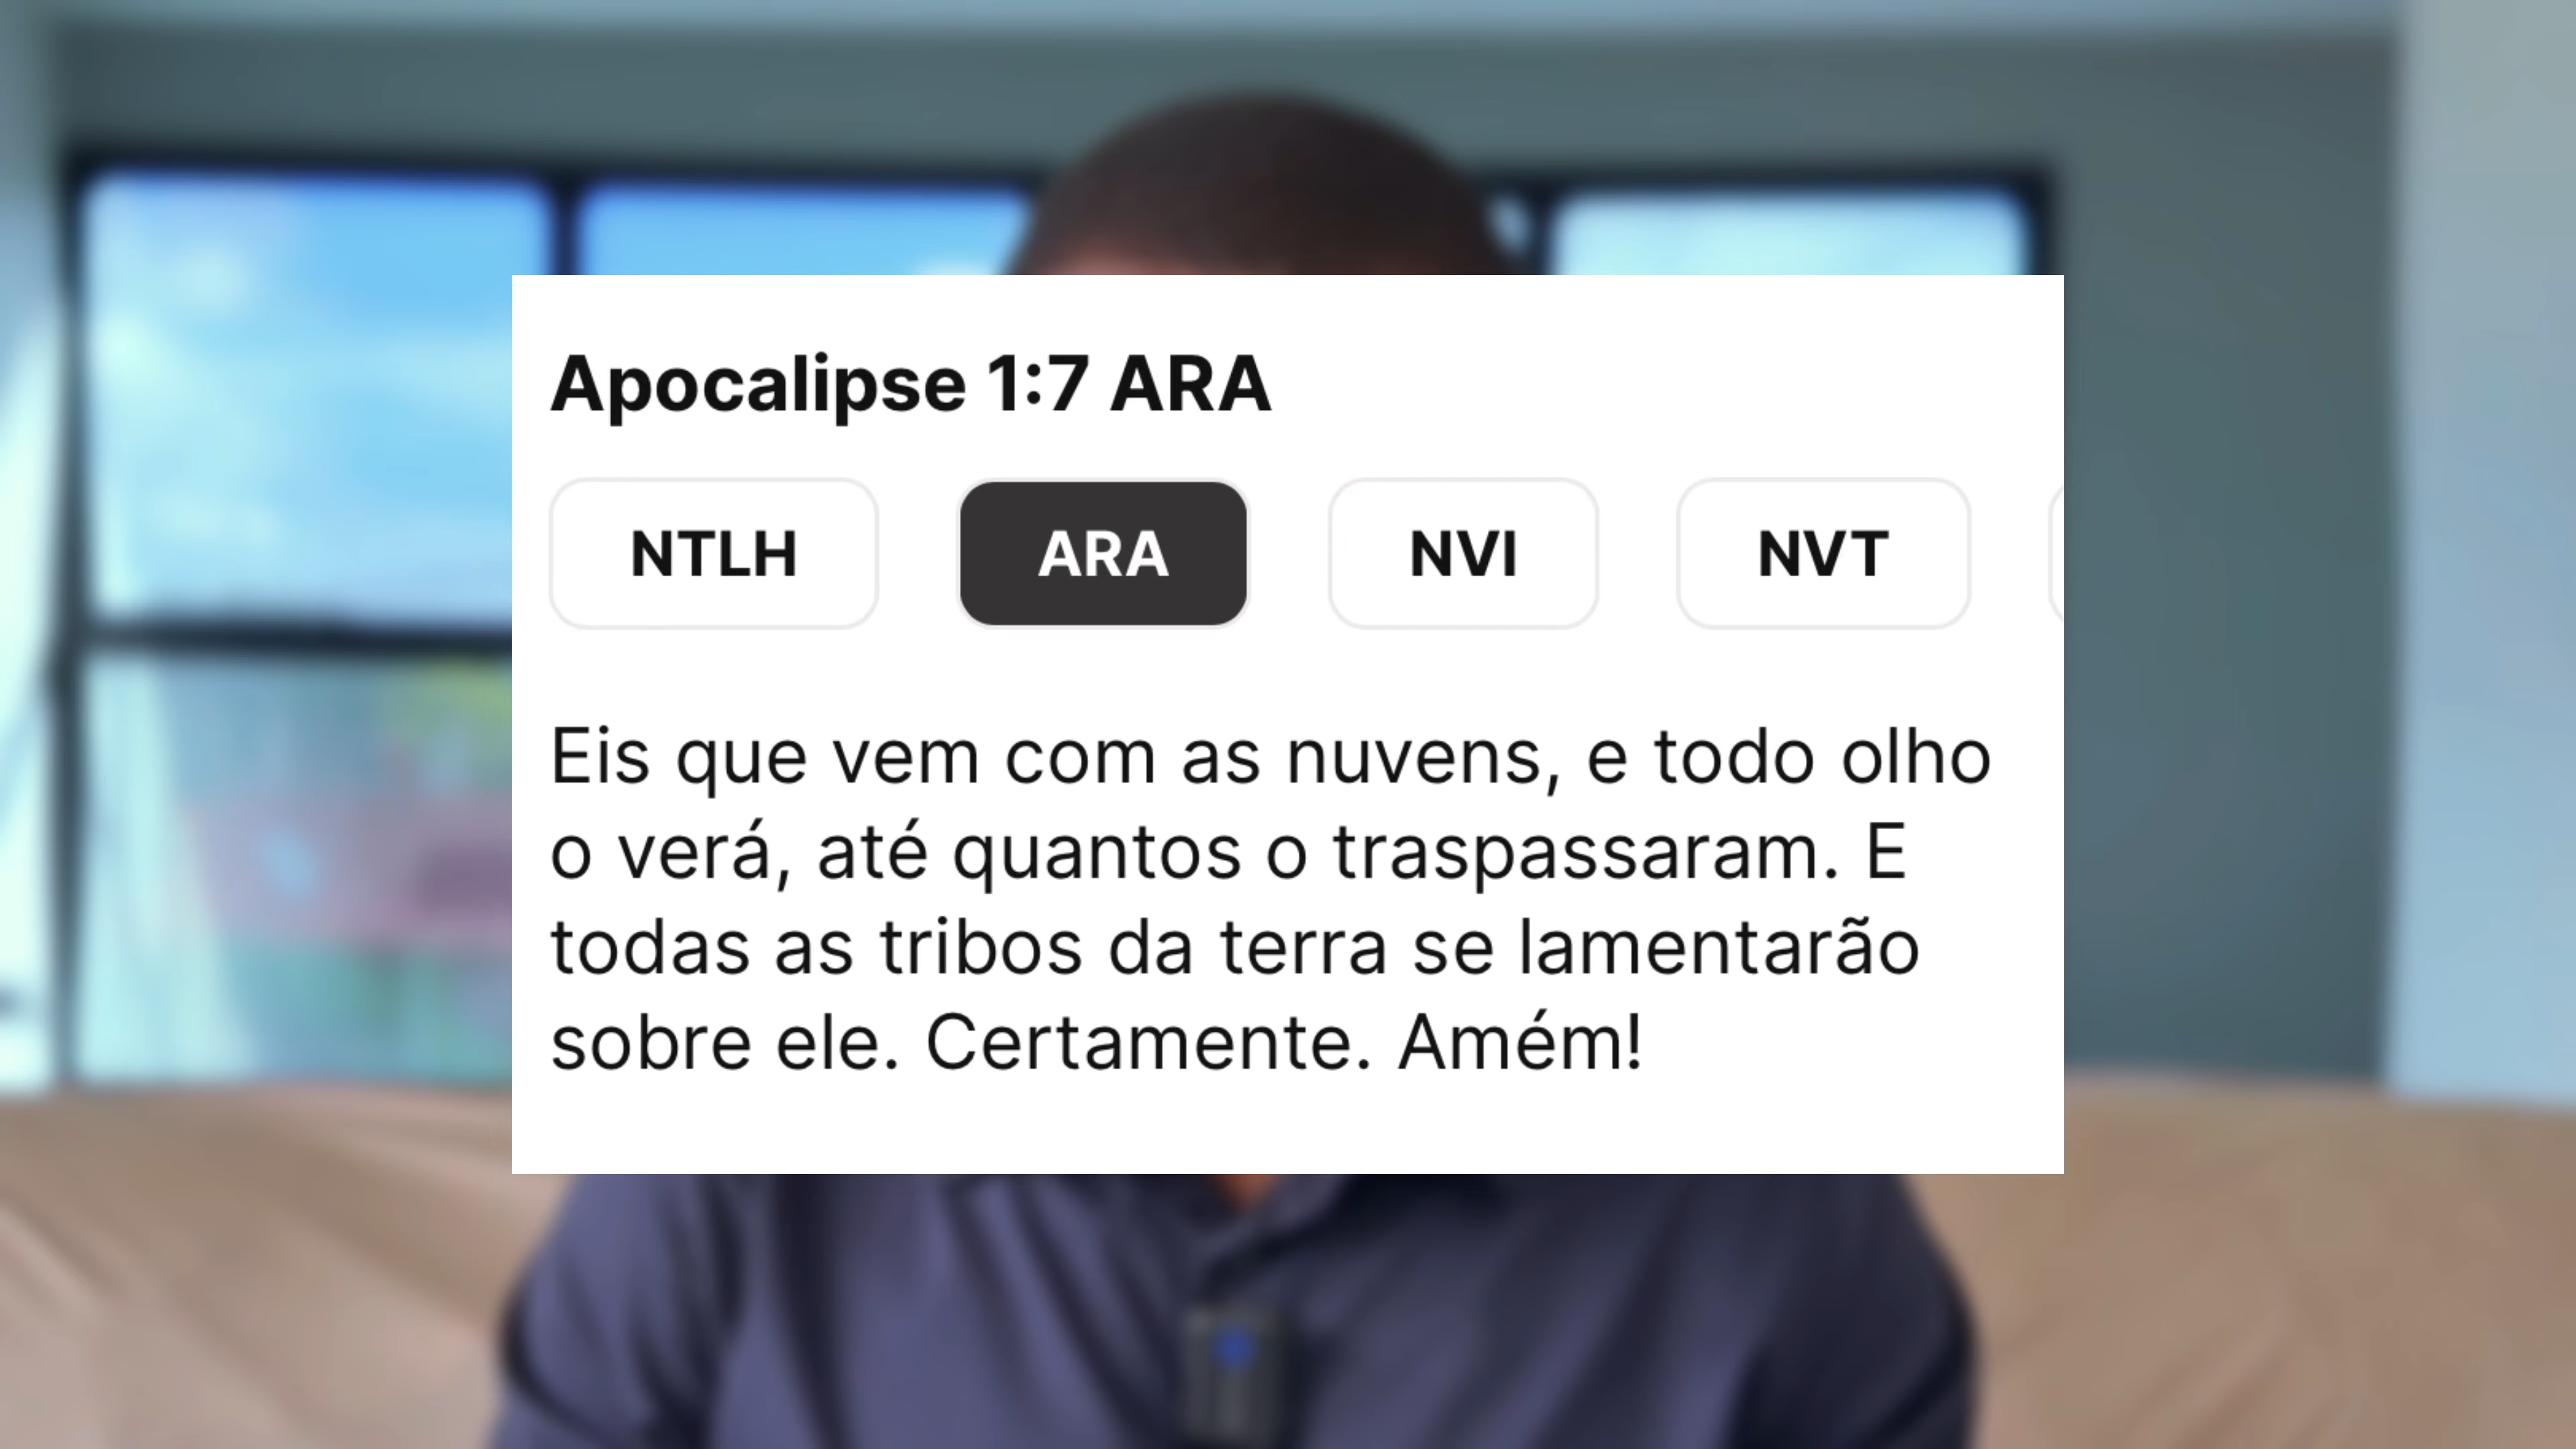 Apocalipse 1:7 ARA
NTLH ARA NVI NVT
Eis que vem com as nuvens, e todo olho
o verá, até quantos o traspassaram. E
todas as tribos da terra se lamentarão
sobre ele. Certamente. Amém!